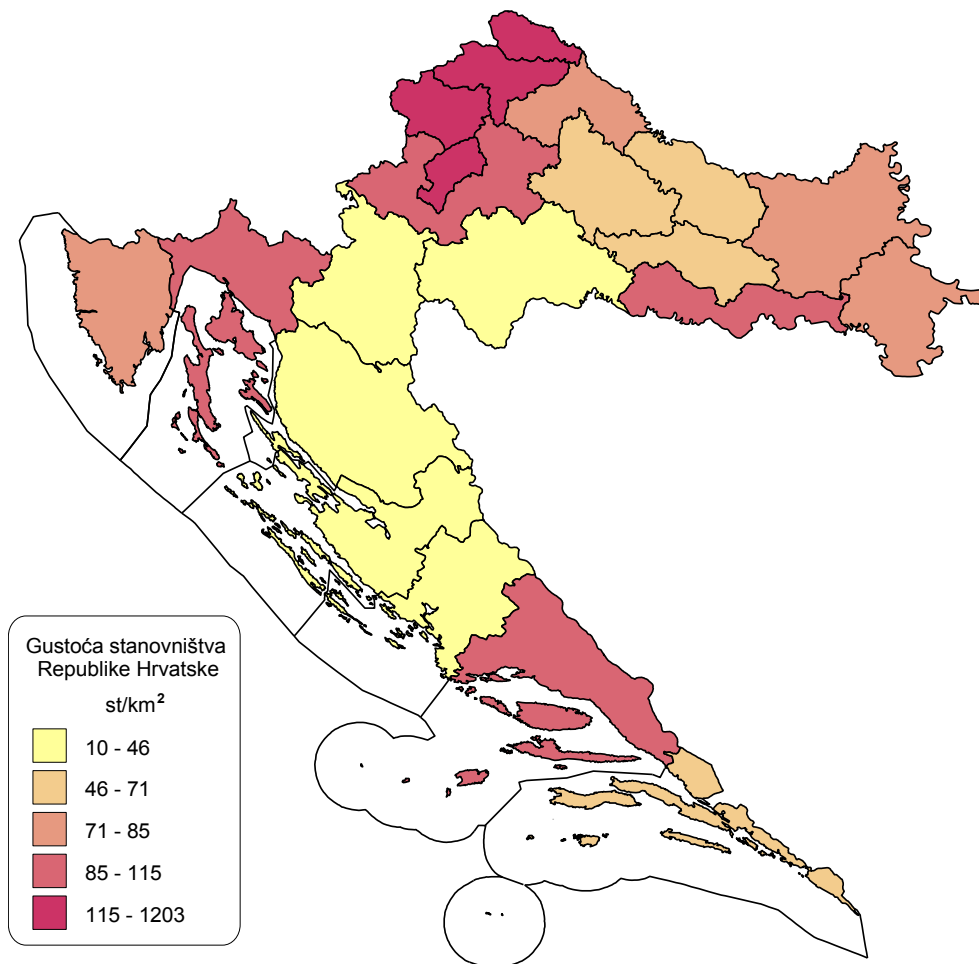 Gustoća stanovništva
Republike Hrvatske
st/km²
10 - 46
46 - 71
71 - 85
85 - 115
115 - 1203